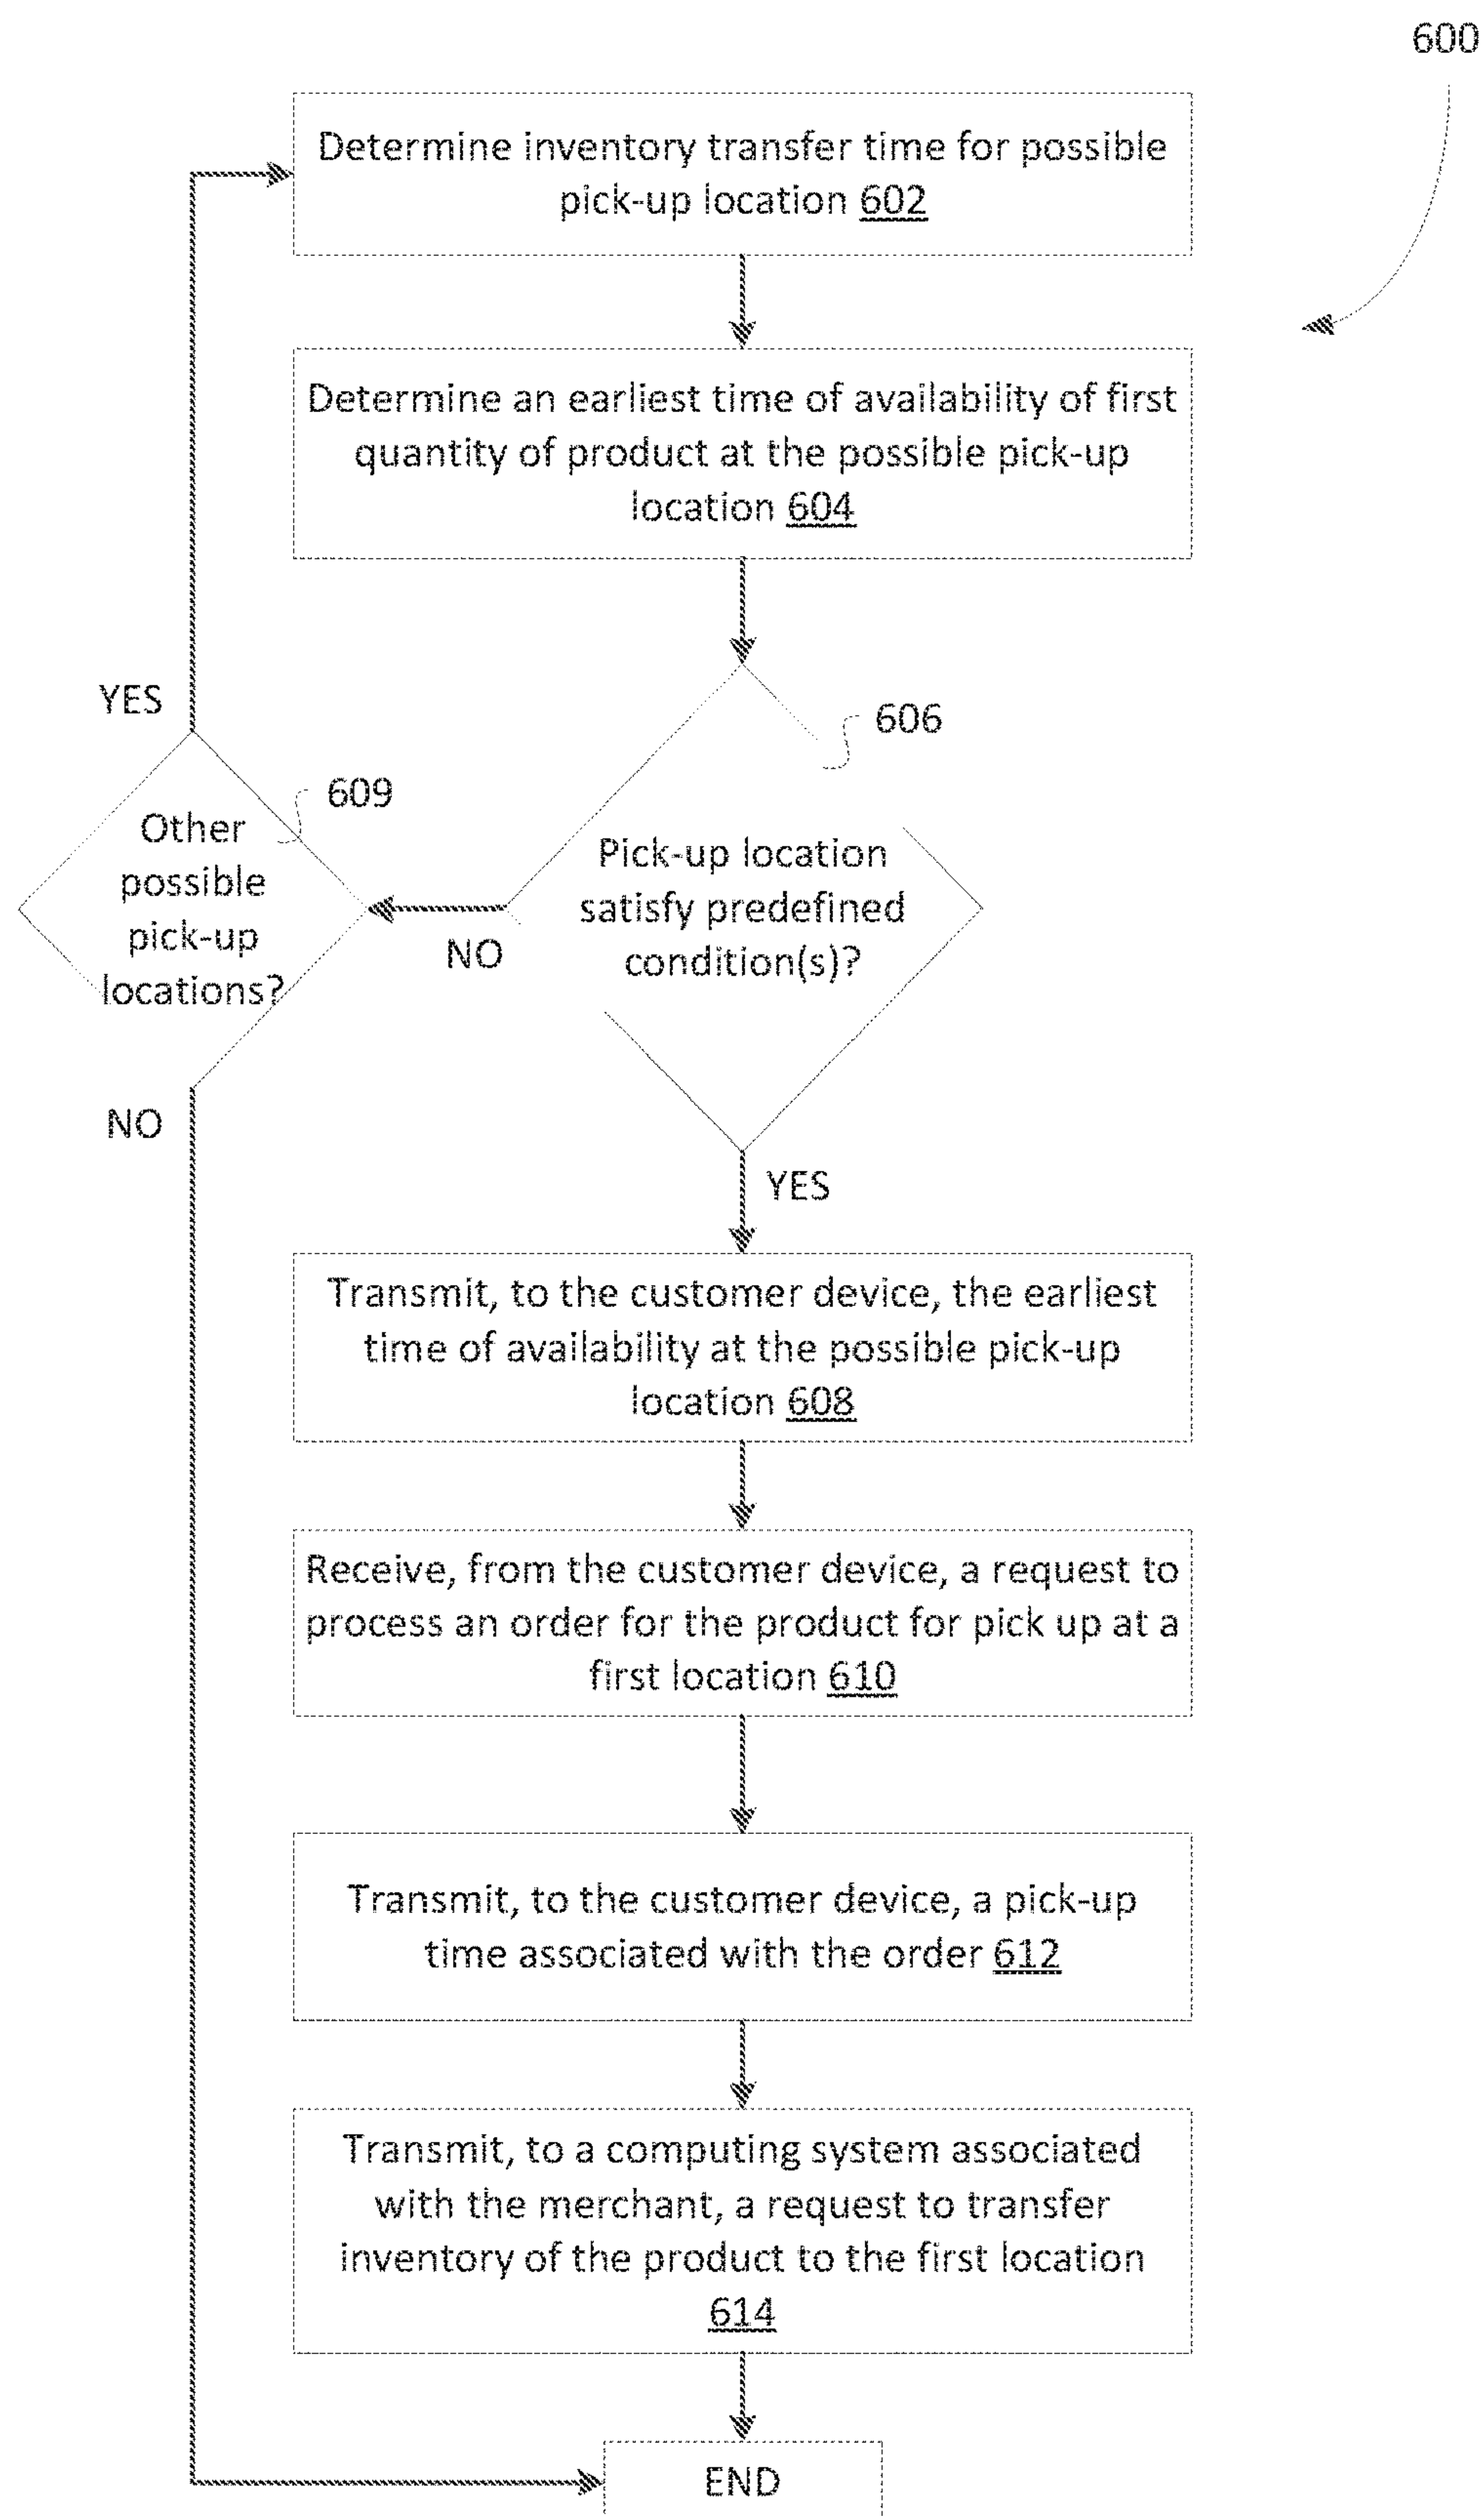 600
Determine inventory transfer time for possible
pick-up location 602
Determine an earliest time of availability of first
quantity of product at the possible pick-up
location 604
YES
606
609
Other
possible
pick-up
locations?
Pick-up location
satisfy predefined
condition(s)?
NO
NO
YES
Transmit, to the customer device, the earliest
time of availability at the possible pick-up
location 608
Receive, from the customer device, a request to
process an order for the product for pick up at a
first location 610
Transmit, to the customer device, a pick-up
time associated with the order 612
Transmit, to a computing system associated
with the merchant, a request to transfer
inventory of the product to the first location
614
END